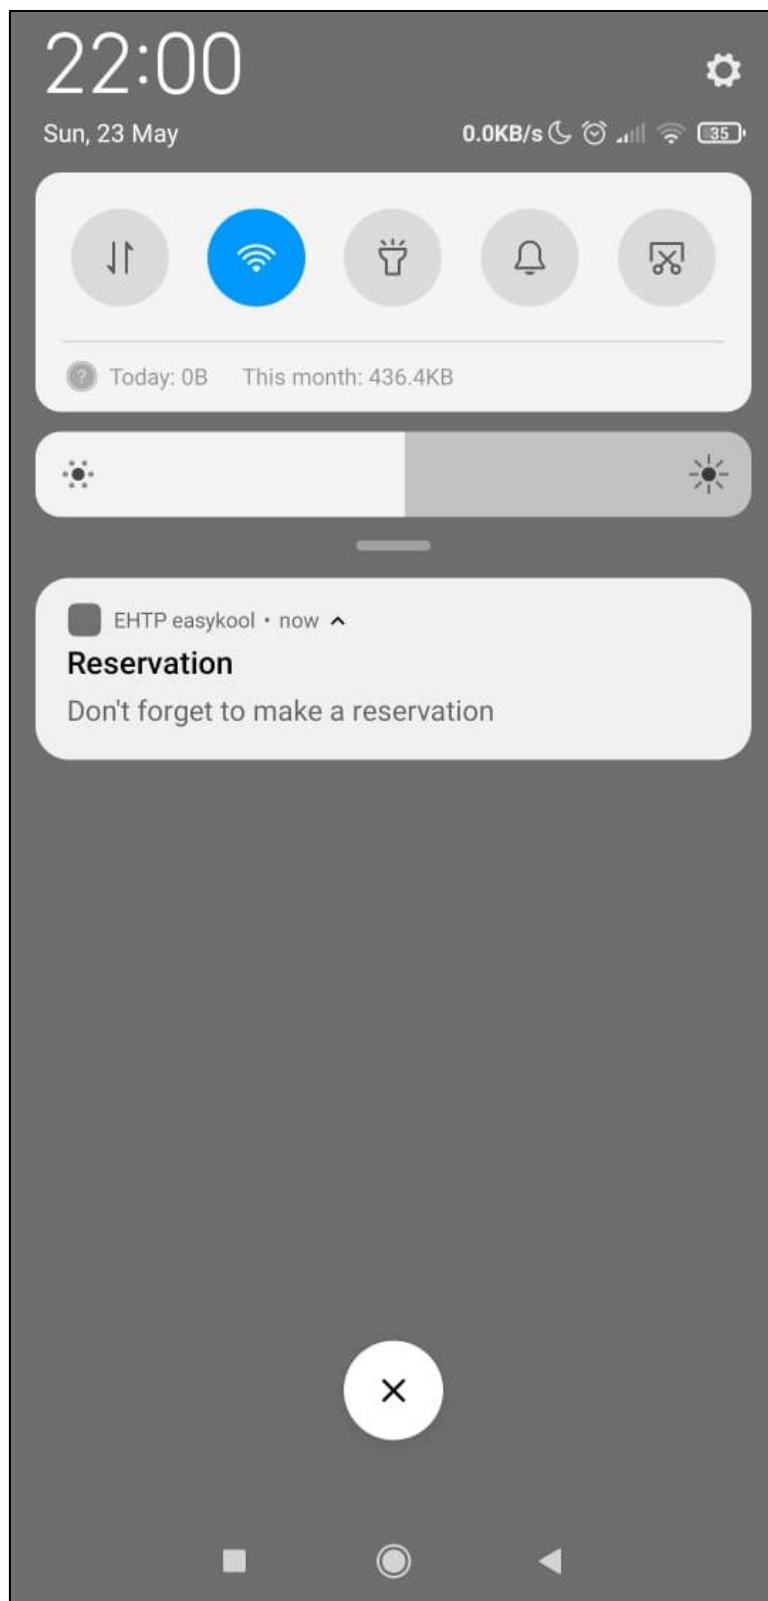 22:00
Sun, 23 May 0.0KB/s 35
? Today: 0B This month: 436.4KB
EHTP easykool • now
Reservation
Don't forget to make a reservation